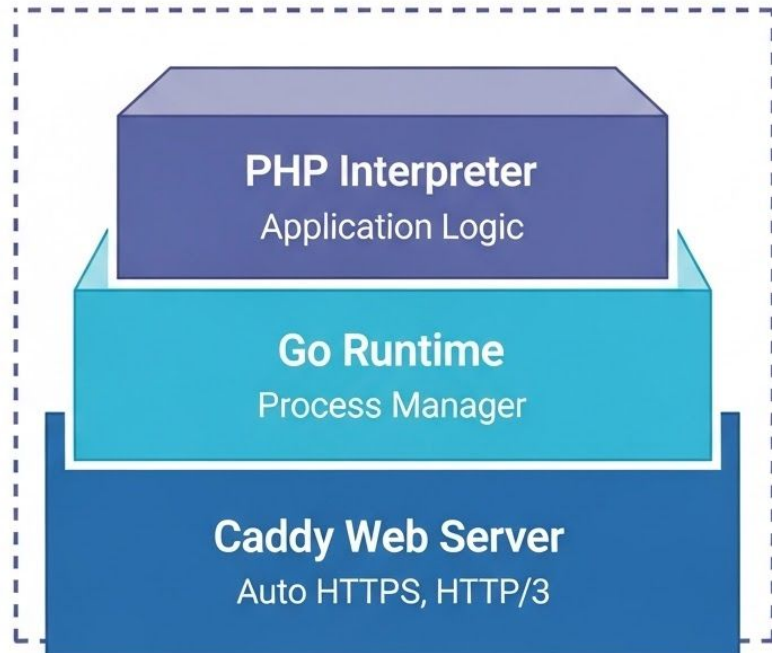 PHP Interpreter
Application Logic
Go Runtime
Process Manager
Caddy Web Server
Auto HTTPS, HTTP/3